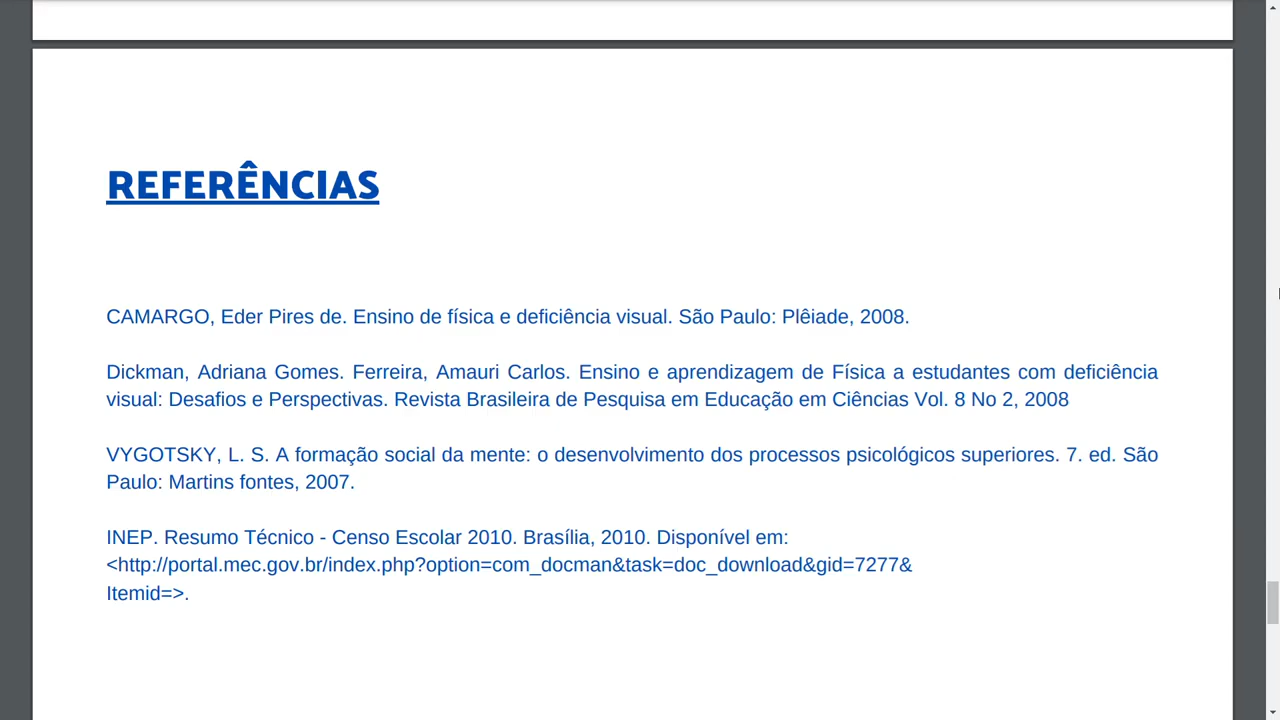 REFERÊNCIAS
CAMARGO, Eder Pires de. Ensino de física e deficiência visual. São Paulo: Plêiade, 2008.
Dickman, Adriana Gomes. Ferreira, Amauri Carlos. Ensino e aprendizagem de Física a estudantes com deficiência
visual: Desafios e Perspectivas. Revista Brasileira de Pesquisa em Educação em Ciências Vol. 8 No 2, 2008
VYGOTSKY, L. S. A formação social da mente: o desenvolvimento dos processos psicológicos superiores. 7. ed. São
Paulo: Martins fontes, 2007.
INEP. Resumo Técnico - Censo Escolar 2010. Brasília, 2010. Disponível em:
<http://portal.mec.gov.br/index.php?option=com_docman&task=doc_download&gid=7277&
Itemid=>.